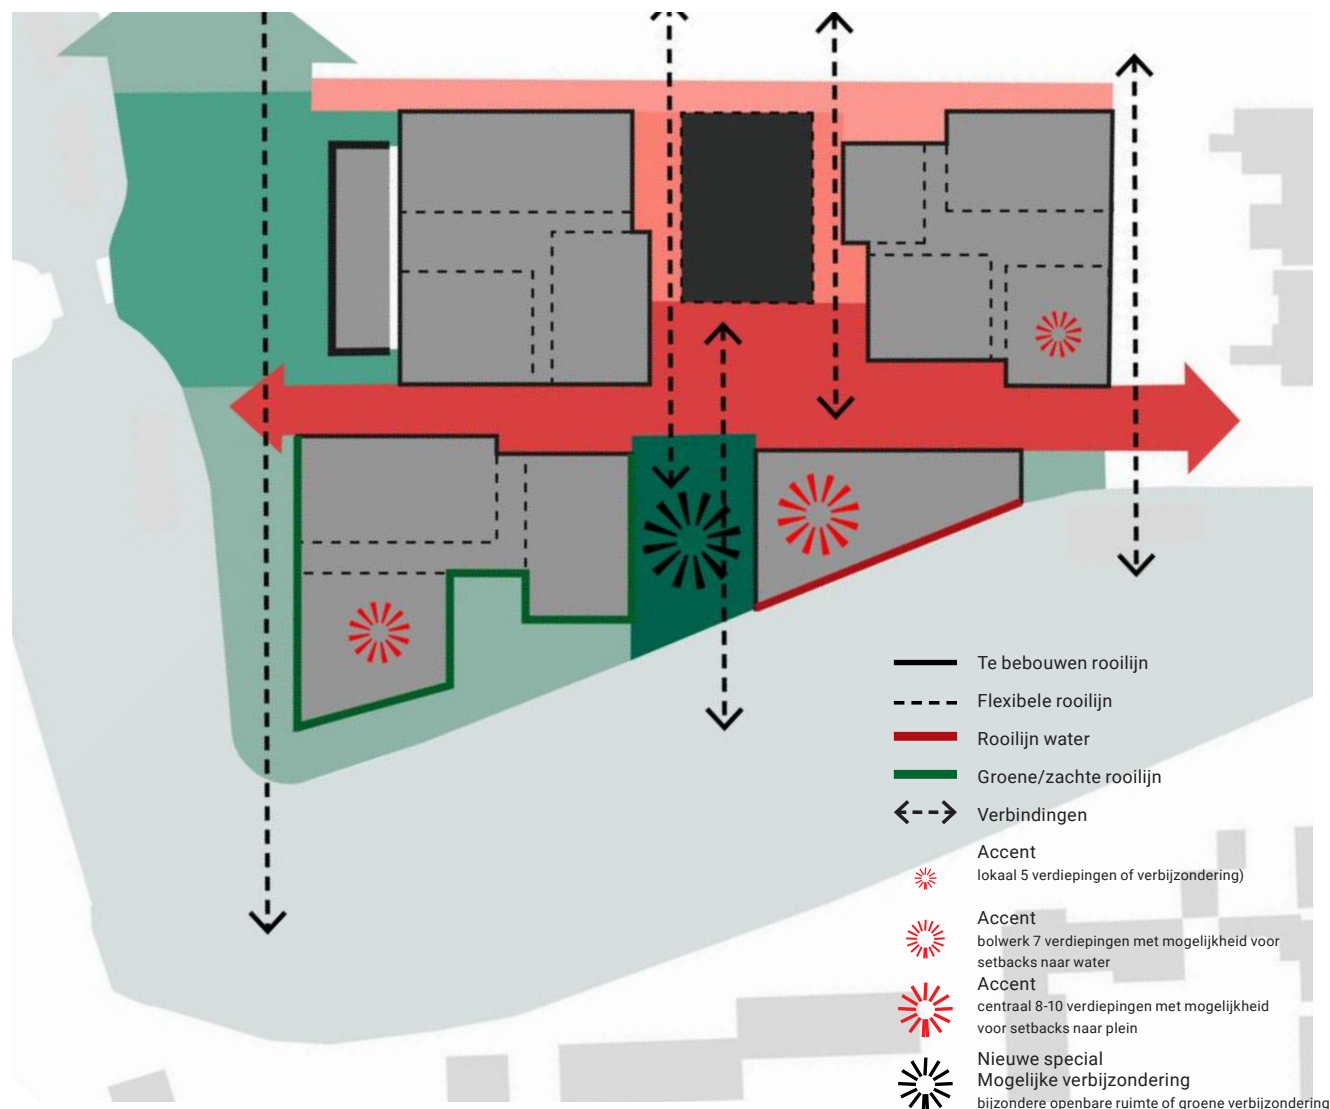 Te bebouwen rooilijn
Flexibele rooilijn
Rooilijn water
Groene/zachte rooilijn
Verbindingen
Accent
lokaal 5 verdiepingen of verbijzondering)
Accent
bolwerk 7 verdiepingen met mogelijkheid voor
setbacks naar water
Accent
centraal 8-10 verdiepingen met mogelijkheid
voor setbacks naar plein
Nieuwe special
Mogelijke verbijzondering
bijzondere openbare ruimte of groene verbijzondering